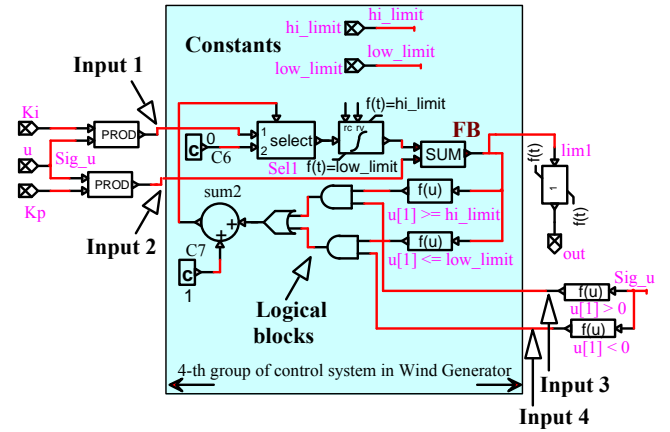 hi_limit
Constants
hi_limit
low_limit
low_limit
Input 1
Ki
PROD
0
c
C6
1
2
select
Sel1
rc rv
f(t)=hi_limit
f(t)=low_limit
FB
SUM
lim1
f(t)
1
f(t)
out
u
Sig_u
PROD
Kp
Input 2
sum2
+
+
f(u)
u[1] >= hi_limit
f(u)
u[1] <= low_limit
C7
c
1
Logical
blocks
Sig_u
f(u)
u[1] > 0
f(u)
u[1] < 0
4-th group of control system in Wind Generator
Input 3
Input 4